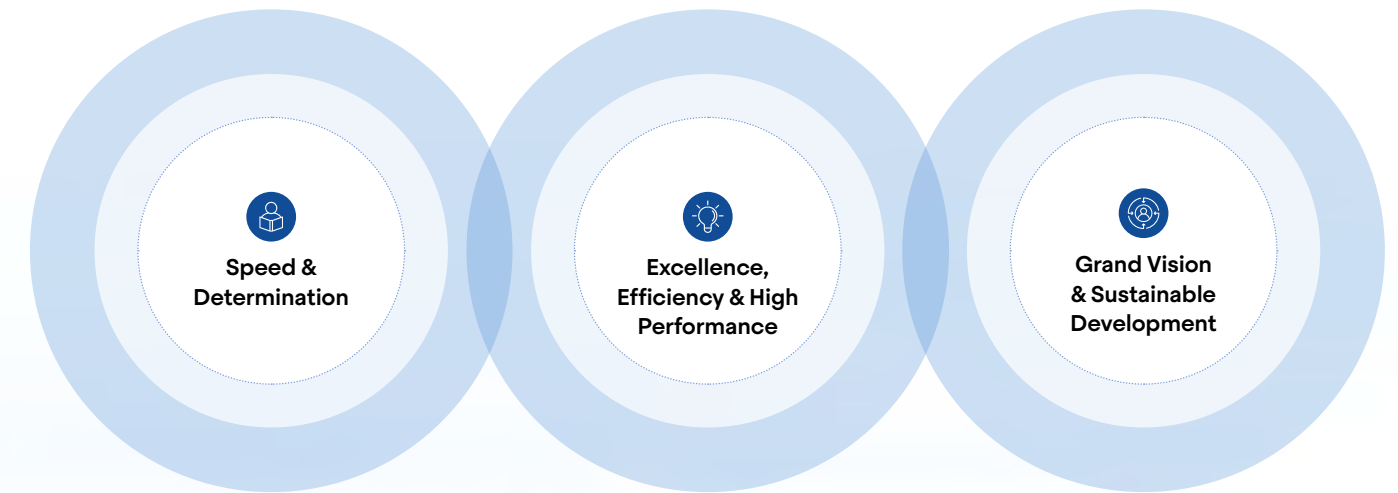 Speed &
Determination
Excellence,
Efficiency & High
Performance
Grand Vision
& Sustainable
Development